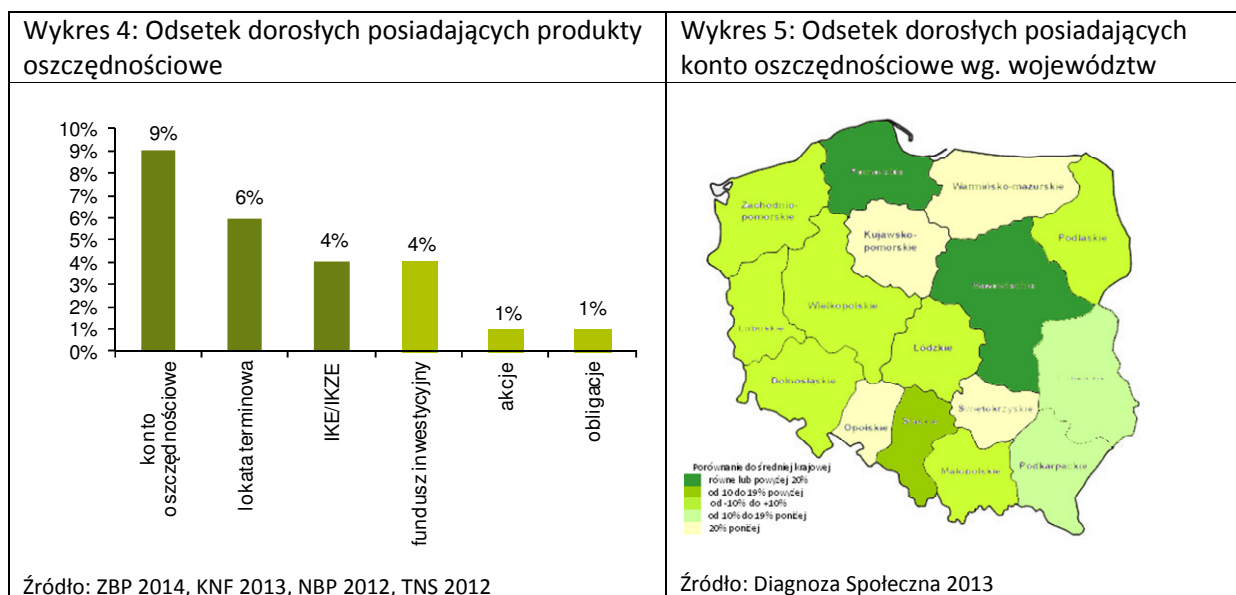 Wykres 4: Odsetek dorosłych posiadających produkty
oszczędnościowe
10%
9%
8%
7%
6%
5%
4%
3%
2%
1%
0%
9%
6%
4%
4%
1%
1%
konto
oszczędnościowe
lokata terminowa
IKE/IKZE
fundusz inwestycyjny
akcje
obligacje
Źródło: ZBP 2014, KNF 2013, NBP 2012, TNS 2012
Wykres 5: Odsetek dorosłych posiadających
konto oszczędnościowe wg. województw
Warmińsko-mazurskie
Zachodnio-
pomorskie
Kujawsko-
pomorskie
Podlaskie
Wielkopolskie
Lubuskie
Łódzkie
Dolnośląskie
Opolskie
Świętokrzyskie
Małopolskie
Podkarpackie
Porównanie do średniej krajowej
równe lub powyżej 20%
od 10 do 19% powyżej
od -10% do +10%
od 10% do 19% poniżej
20% poniżej
Źródło: Diagnoza Społeczna 2013